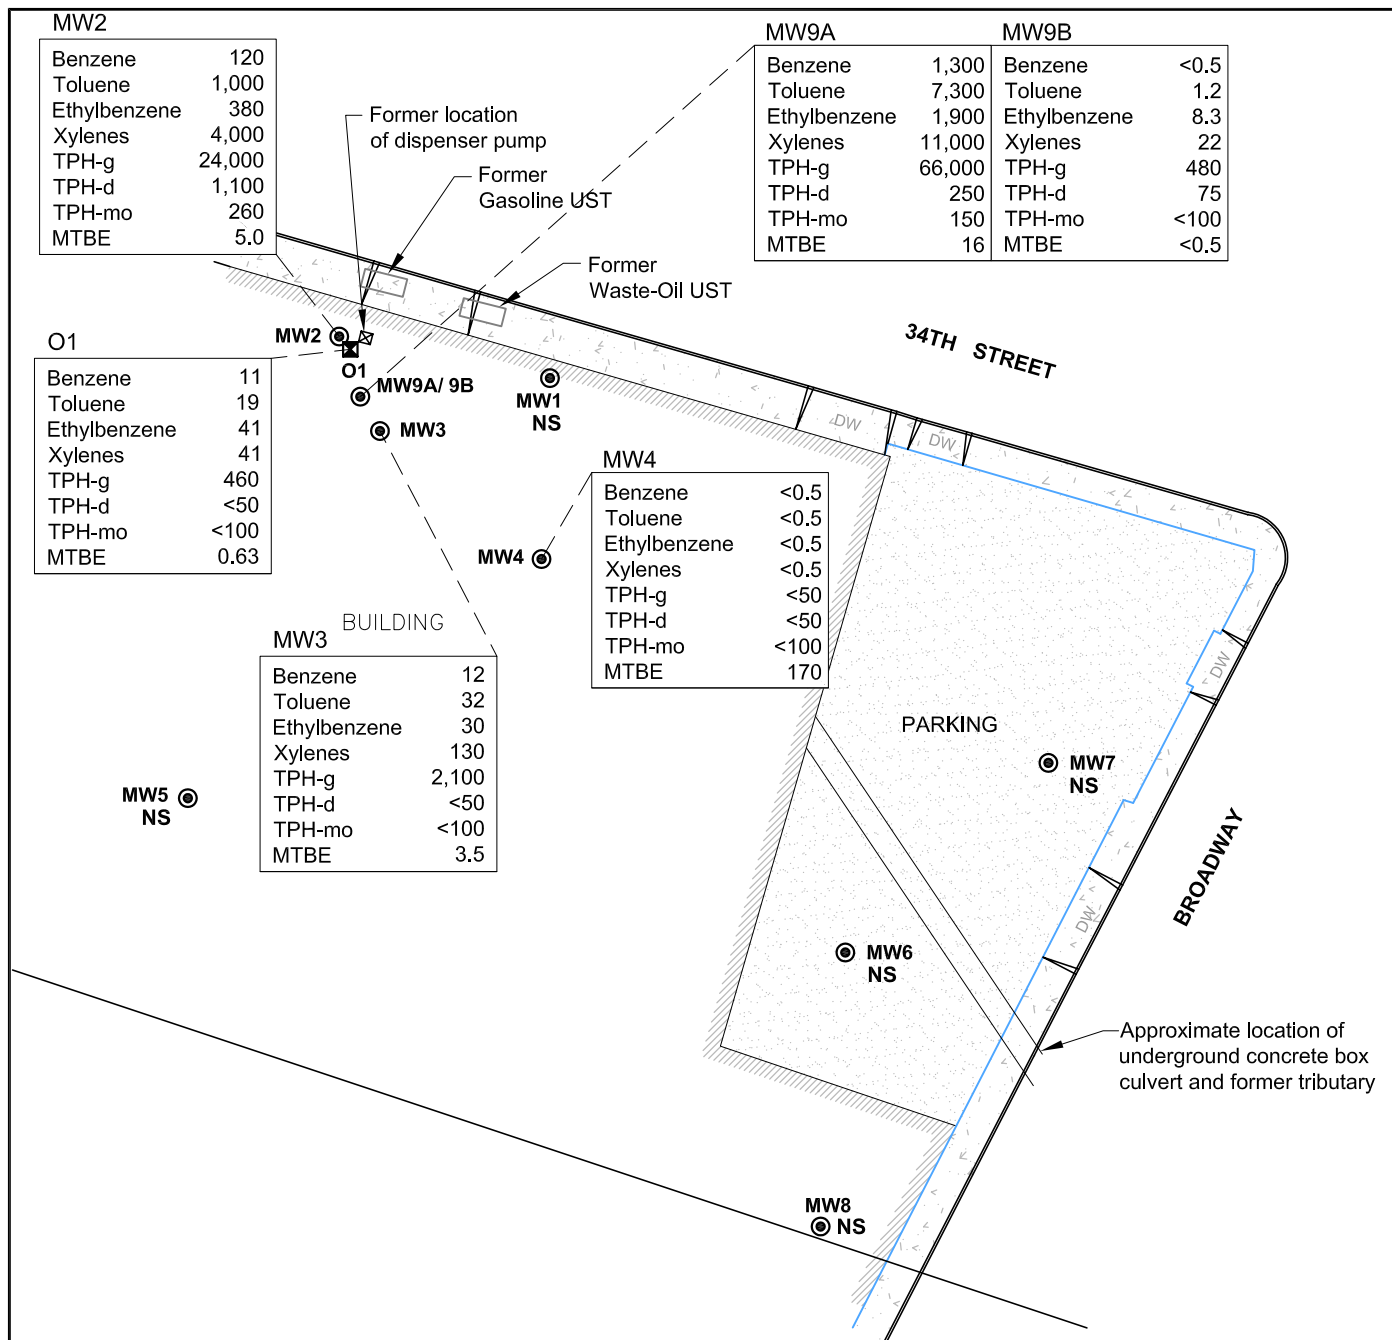 MW2
Benzene 120
Toluene 1,000
Ethylbenzene 380
Xylenes 4,000
TPH-g 24,000
TPH-d 1,100
TPH-mo 260
MTBE 5.0
MW9A
Benzene 1,300
Toluene 7,300
Ethylbenzene 1,900
Xylenes 11,000
TPH-g 66,000
TPH-d 250
TPH-mo 150
MTBE 16
MW9B
Benzene <0.5
Toluene 1.2
Ethylbenzene 8.3
Xylenes 22
TPH-g 480
TPH-d 75
TPH-mo <100
MTBE <0.5
Former location
of dispenser pump
Former
Gasoline UST
Former
Waste-Oil UST
34TH STREET
MW2
O1
MW9A/ 9B
MW3
MW1
NS
DW
DW
O1
Benzene 11
Toluene 19
Ethylbenzene 41
Xylenes 41
TPH-g 460
TPH-d <50
TPH-mo <100
MTBE 0.63
MW4
MW4
Benzene <0.5
Toluene <0.5
Ethylbenzene <0.5
Xylenes <0.5
TPH-g <50
TPH-d <50
TPH-mo <100
MTBE 170
BUILDING
MW3
Benzene 12
Toluene 32
Ethylbenzene 30
Xylenes 130
TPH-g 2,100
TPH-d <50
TPH-mo <100
MTBE 3.5
DW
PARKING
MW7
NS
MW5
NS
BROADWAY
DW
MW6
NS
Approximate location of
underground concrete box
culvert and former tributary
MW8
NS